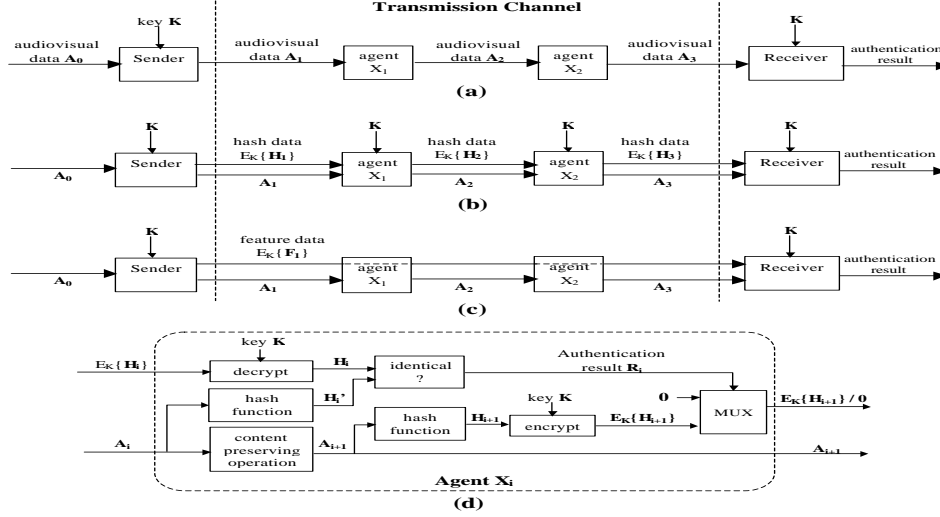 Transmission Channel
key K
audiovisual
data A0
Sender
audiovisual
data A1
agent
X1
audiovisual
data A2
agent
X2
audiovisual
data A3
K
Receiver
authentication
result
(a)
K
A0
Sender
hash data
EK{H1}
A1
K
agent
X1
hash data
EK{H2}
A2
K
agent
X2
hash data
EK{H3}
A3
K
Receiver
authentication
result
(b)
K
A0
Sender
feature data
EK{F1}
A1
agent
X1
A2
agent
X2
A3
K
Receiver
authentication
result
(c)
EK{Hi}
key K
decrypt
Hi
identical
?
Authentication
result Ri
hash
function
Hi'
0
MUX
EK{Hi+1} / 0
hash
function
Hi+1
key K
encrypt
EK{Hi+1}
Ai
content
preserving
operation
Ai+1
Ai+1
Agent Xi
(d)